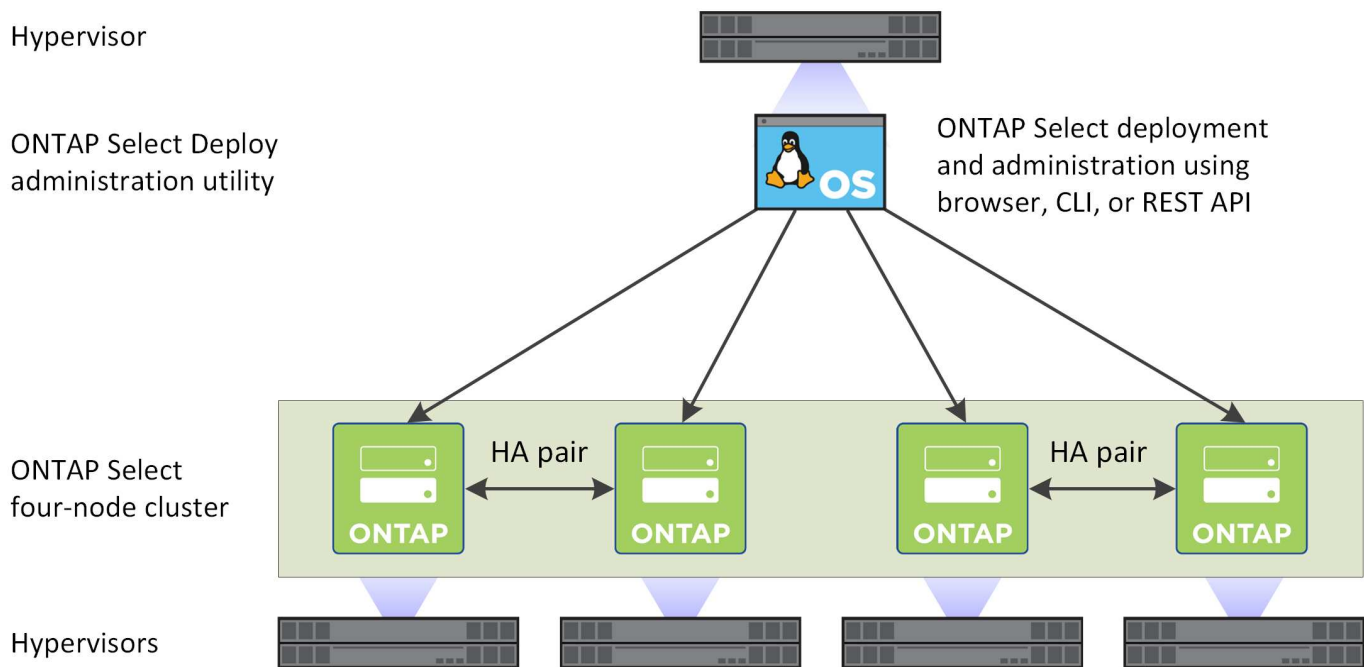 Hypervisor
ONTAP Select Deploy
administration utility
OS
ONTAP Select deployment
and administration using
browser, CLI, or REST API
ONTAP Select
four-node cluster
HA pair
HA pair
ONTAP
ONTAP
ONTAP
ONTAP
Hypervisors